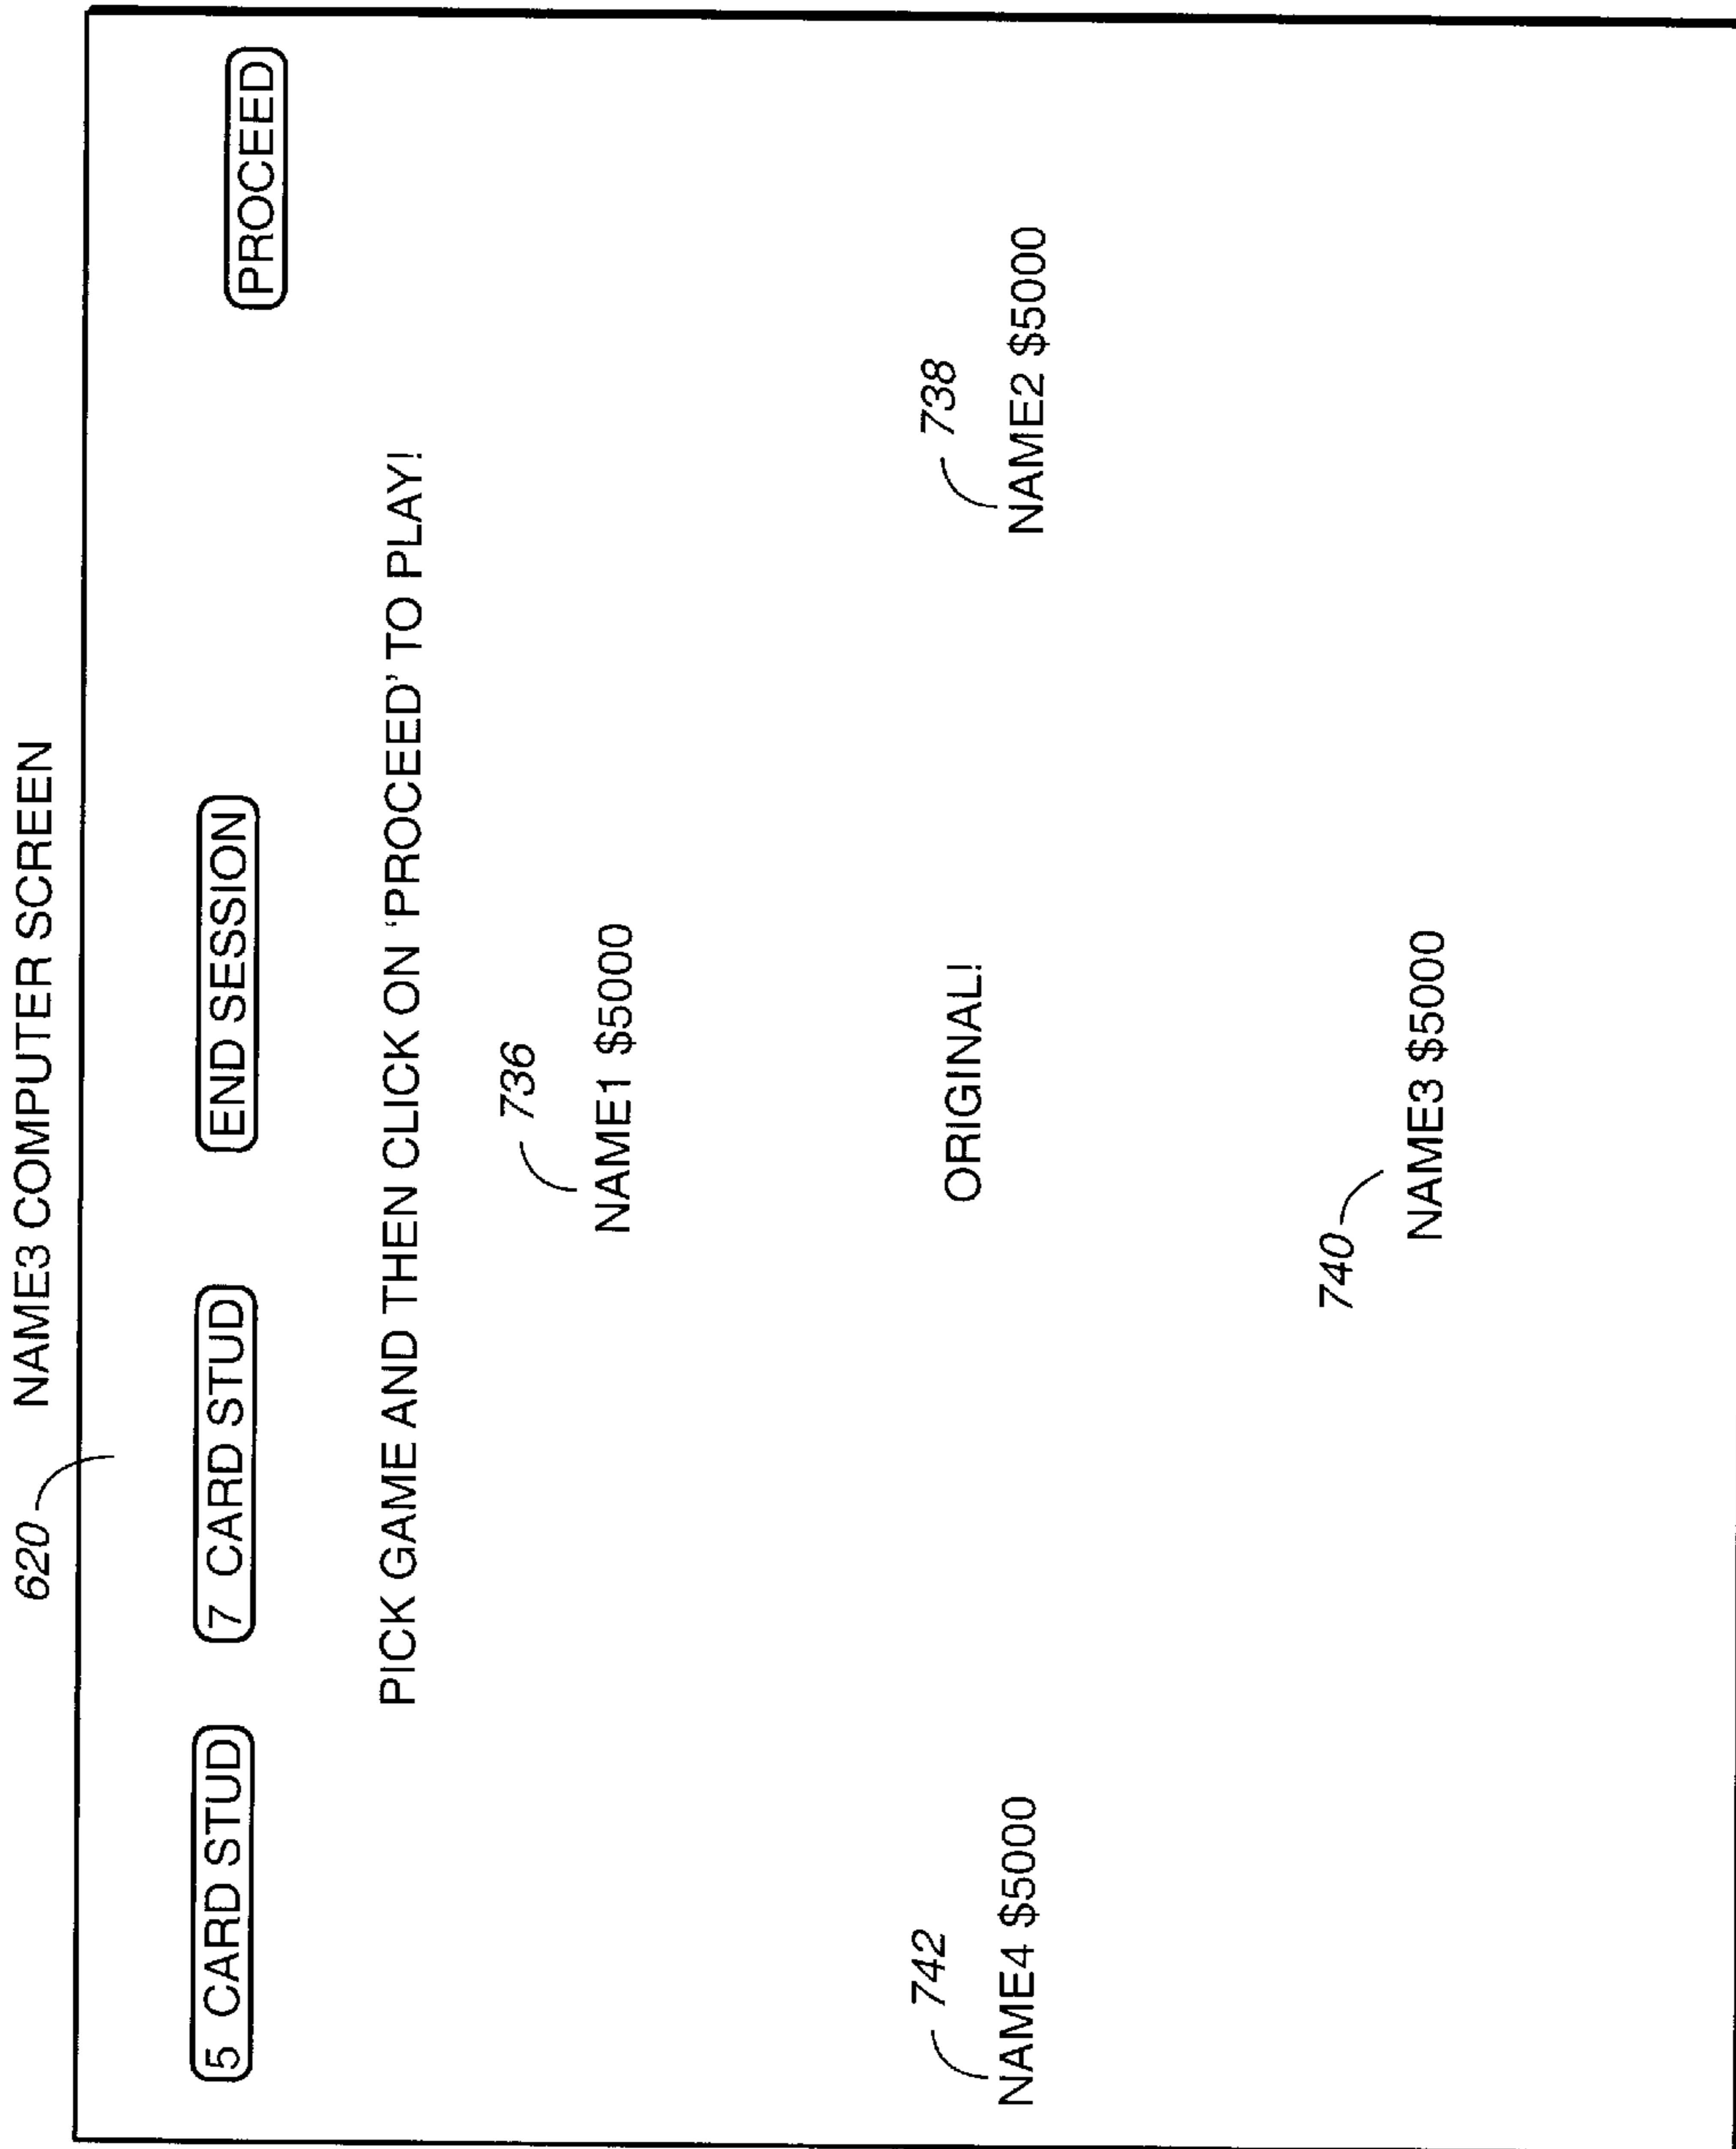 NAME3 COMPUTER SCREEN
620
5 CARD STUD 7 CARD STUD END SESSION PROCEED
PICK GAME AND THEN CLICK ON 'PROCEED' TO PLAY!
736
NAME1 $5000
742 738
NAME4 $5000 ORIGINAL! NAME2 $5000
740
NAME3 $5000